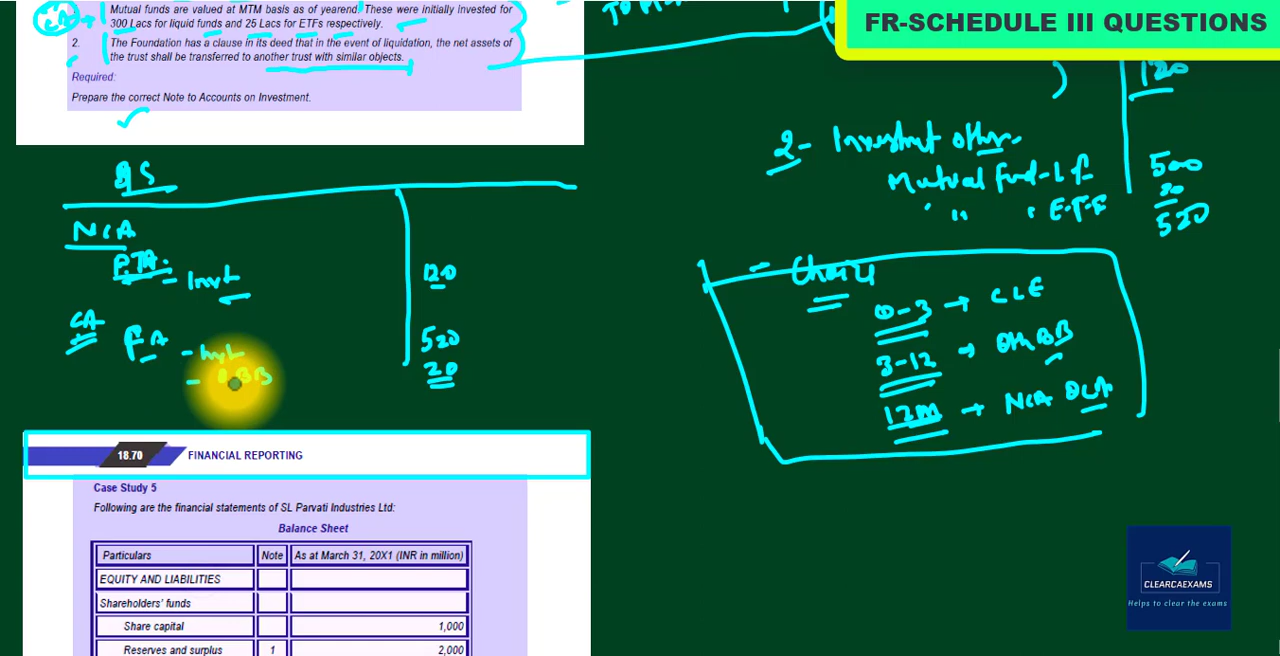 FR-SCHEDULE III QUESTIONS
Mutual funds are valued at MTM basis as of yearend. These were initially invested for
300 Lacs for liquid funds and 25 Lacs for ETFs respectively.
2. The Foundation has a clause in its deed that in the event of liquidation, the net assets of
the trust shall be transferred to another trust with similar objects.
Required:
Prepare the correct Note to Accounts on Investment.
120
2- Investment other
Mutual fund-L.f. 500
" " " E.T.F 20
520
BS
NCA
Invt 120
CA FA - Invt 520
- OBB 20
0-3 → CCE
3-12 → Oth BB
12M → NCA OCA
18.70 FINANCIAL REPORTING
Case Study 5
Following are the financial statements of SL Parvati Industries Ltd:
Balance Sheet
Particulars Note As at March 31, 20X1 (INR in million)
EQUITY AND LIABILITIES
Shareholders' funds
Share capital 1,000
Reserves and surplus 1 2,000
CLEARCAEXAMS
Helps to clear the exams